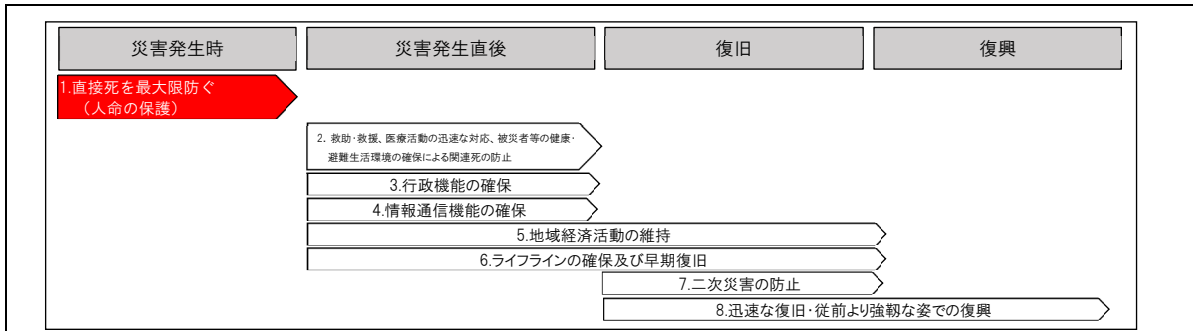 災害発生時
災害発生直後
復旧
復興
1.直接死を最大限防ぐ
（人命の保護）
2. 救助・救援、医療活動の迅速な対応、被災者等の健康・
避難生活環境の確保による関連死の防止
3.行政機能の確保
4.情報通信機能の確保
5.地域経済活動の維持
6.ライフラインの確保及び早期復旧
7.二次災害の防止
8.迅速な復旧・従前より強靱な姿での復興